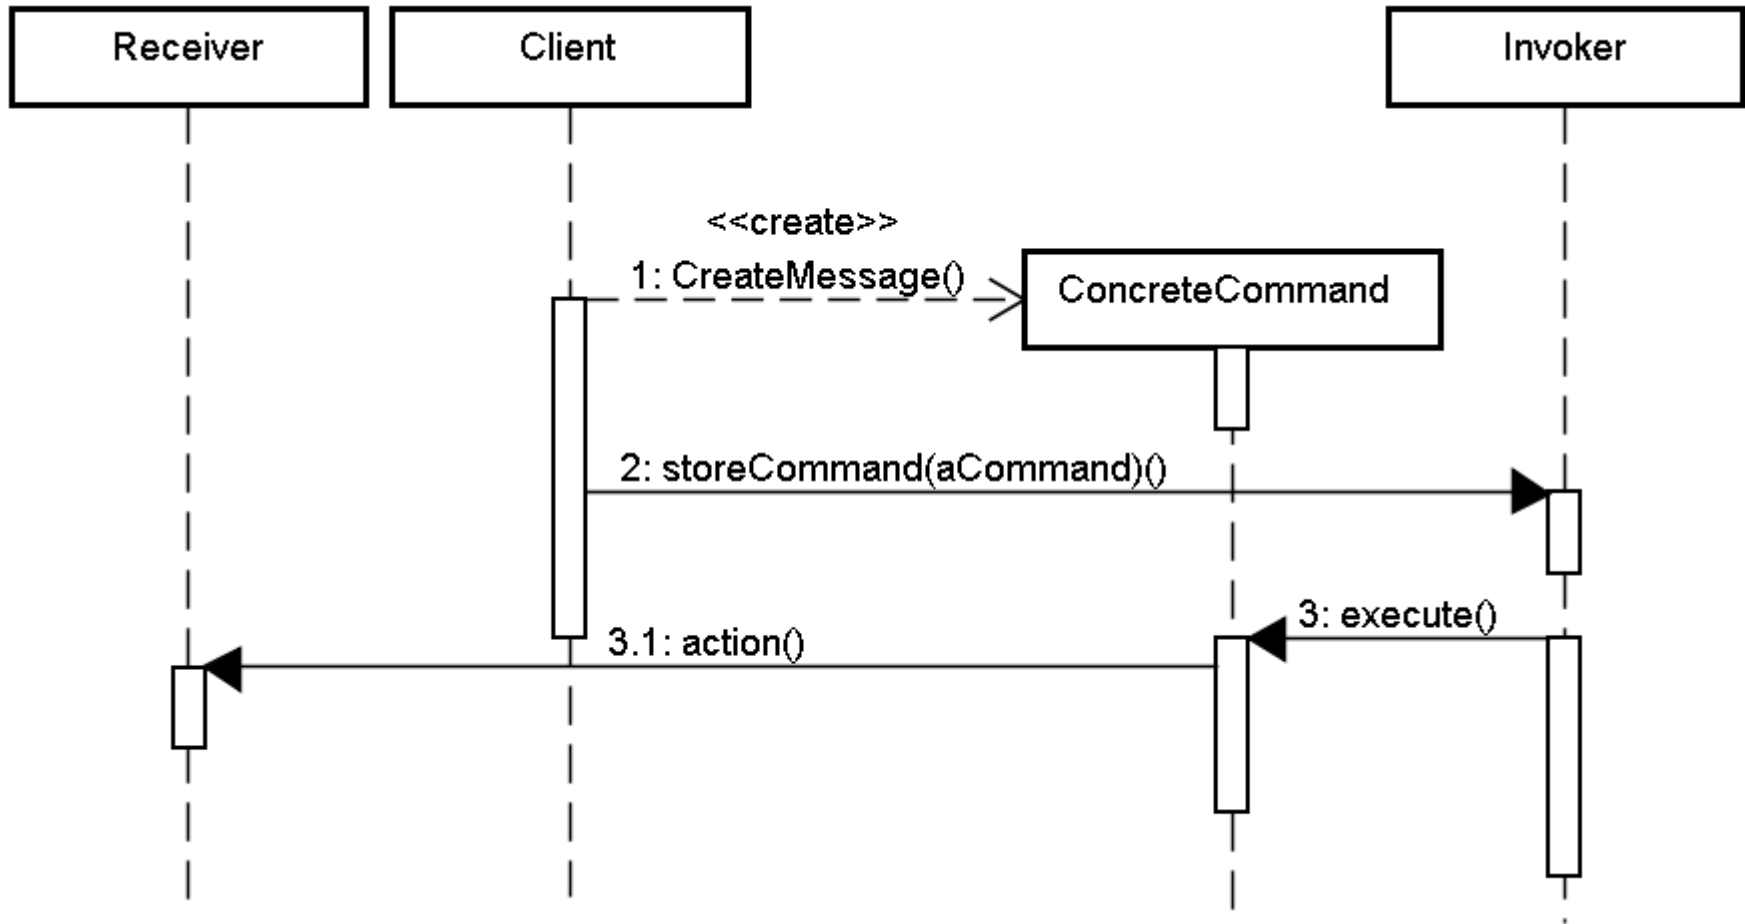 Receiver
Client
Invoker
<<create>>
1: CreateMessage()
ConcreteCommand
2: storeCommand(aCommand)()
3: execute()
3.1: action()